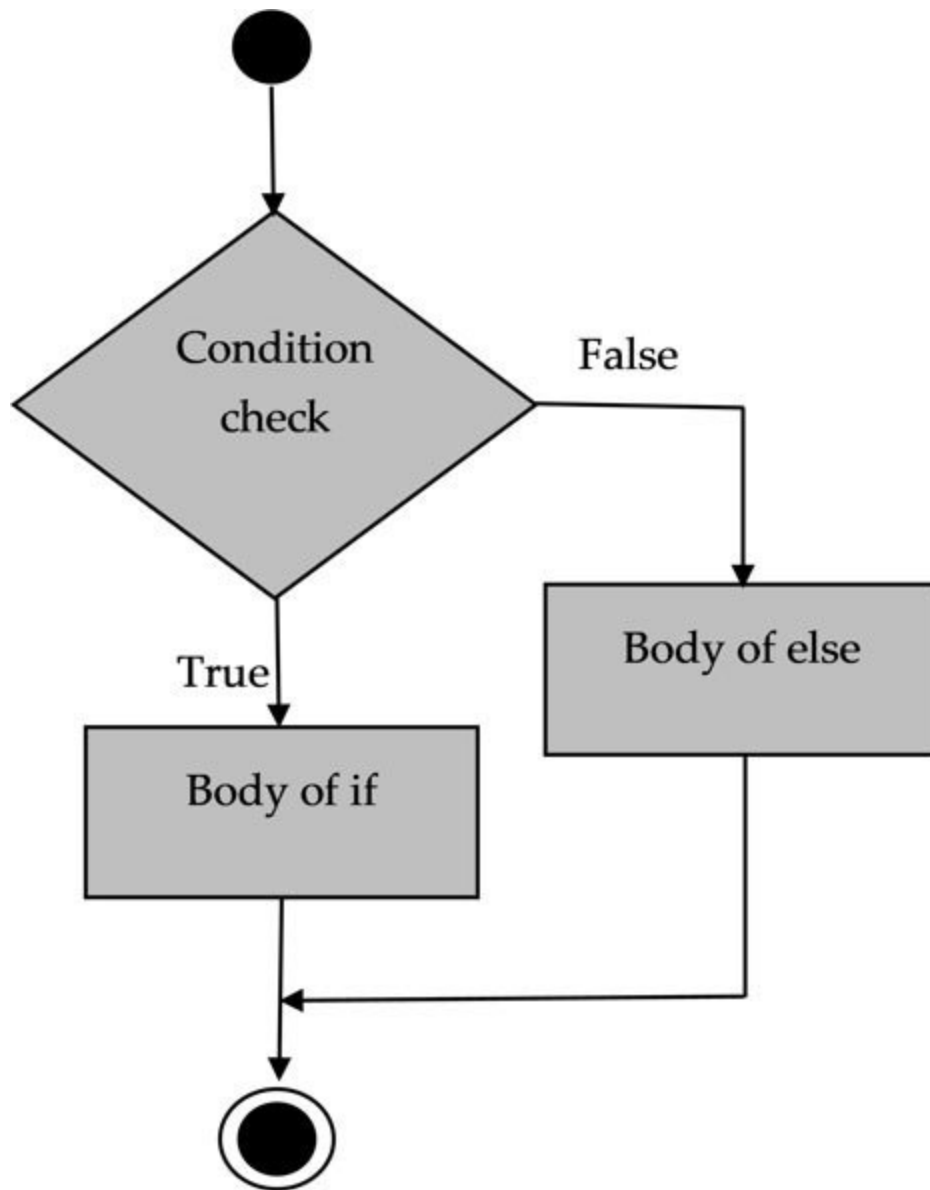 Condition
check
False
True
Body of else
Body of if